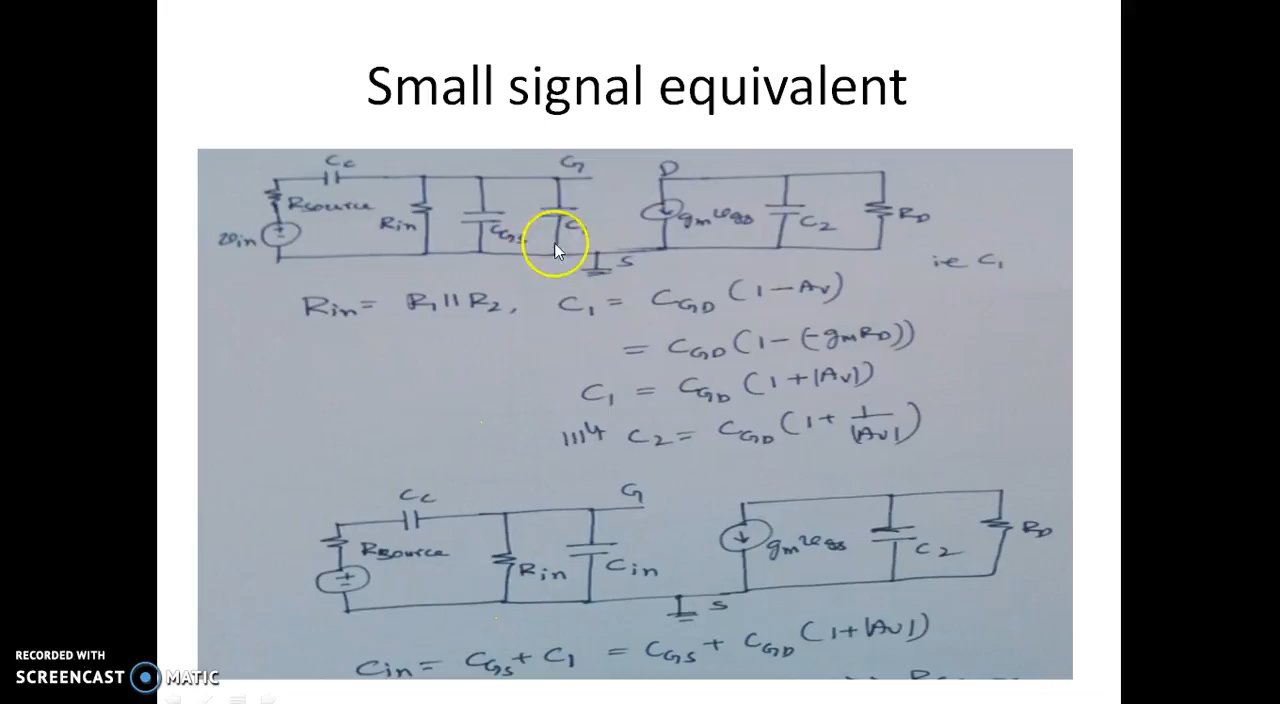 Small signal equivalent
Cc G D
Rsource Rin CGS C1 gmvgs C2 RD
vin
S ie C1
Rin = R1 || R2, C1 = CGD (1 - Av)
= CGD (1 - (-gmRD))
C1 = CGD (1 + |Av|)
|||ly C2 = CGD (1 + 1/|Av|)
Cc G
Rsource Rin Cin gmvgs C2 RD
S
Cin = CGS + C1 = CGS + CGD (1 + |Av|)
RECORDED WITH
SCREENCAST MATIC